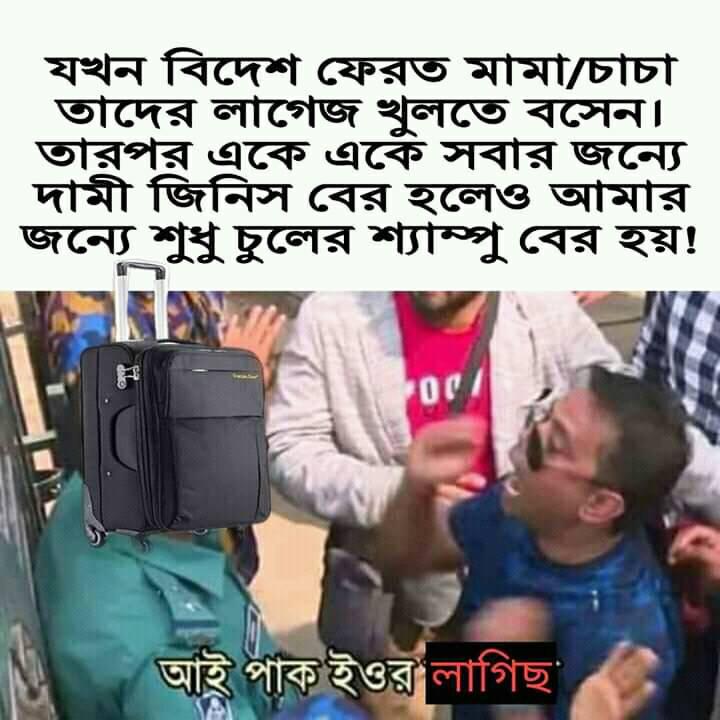 যখন বিদেশ ফেরত মামা/চাচা
তাদের লাগেজ খুলতে বসেন।
তারপর একে একে সবার জন্যে
দামী জিনিস বের হলেও আমার
জন্যে শুধু চুলের শ্যাম্পু বের হয়!
আই পাক ইওর লাগিছ